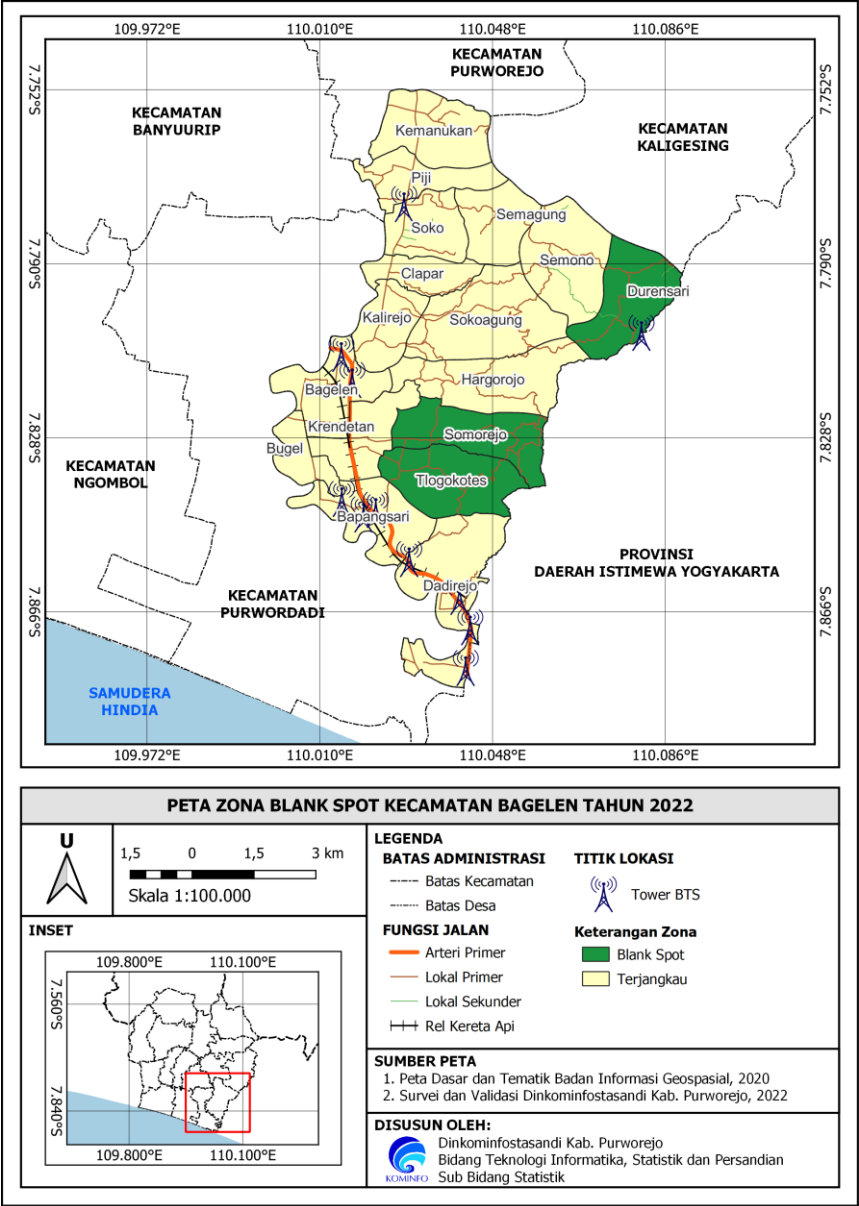 109.972°E 110.010°E 110.048°E 110.086°E
KECAMATAN
PURWOREJO
7.752°S
7.752°S
KECAMATAN
BANYUURIP
Kemanukan
KECAMATAN
KALIGESING
Piji
Semagung
Soko
Semono
7.790°S
7.790°S
Clapar
Durensari
Kalirejo
Sokoagung
Hargorojo
Bagelen
Krendetan
7.828°S
7.828°S
Somorejo
Bugel
KECAMATAN
NGOMBOL
Tlogokotes
Bapangsari
PROVINSI
DAERAH ISTIMEWA YOGYAKARTA
Dadirejo
KECAMATAN
PURWORDADI
7.866°S
7.866°S
SAMUDERA
HINDIA
109.972°E 110.010°E 110.048°E 110.086°E
PETA ZONA BLANK SPOT KECAMATAN BAGELEN TAHUN 2022
U
1,5 0 1,5 3 km
Skala 1:100.000
INSET
109.800°E 110.100°E
7.560°S
7.840°S
109.800°E 110.100°E
LEGENDA
BATAS ADMINISTRASI
Batas Kecamatan
Batas Desa
FUNGSI JALAN
Arteri Primer
Lokal Primer
Lokal Sekunder
Rel Kereta Api
TITIK LOKASI
Tower BTS
Keterangan Zona
Blank Spot
Terjangkau
SUMBER PETA
1. Peta Dasar dan Tematik Badan Informasi Geospasial, 2020
2. Survei dan Validasi Dinkominfostasandi Kab. Purworejo, 2022
DISUSUN OLEH:
KOMINFO
Dinkominfostasandi Kab. Purworejo
Bidang Teknologi Informatika, Statistik dan Persandian
Sub Bidang Statistik